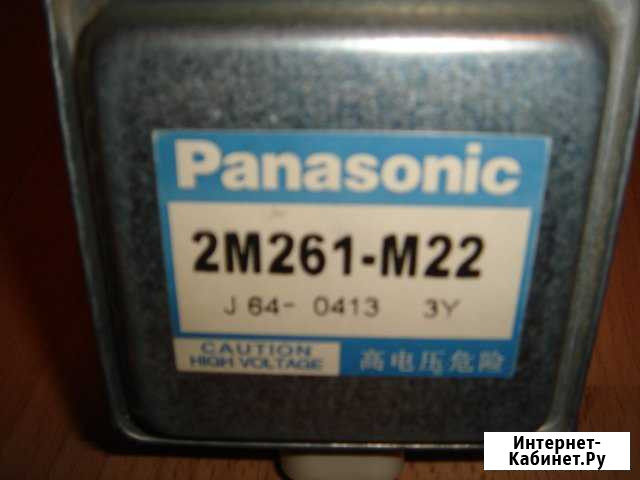 Panasonic
2M261-M22
J 64- 0413 3Y
CAUTION
HIGH VOLTAGE
高电压危险
Интернет-
Кабинет.Ру